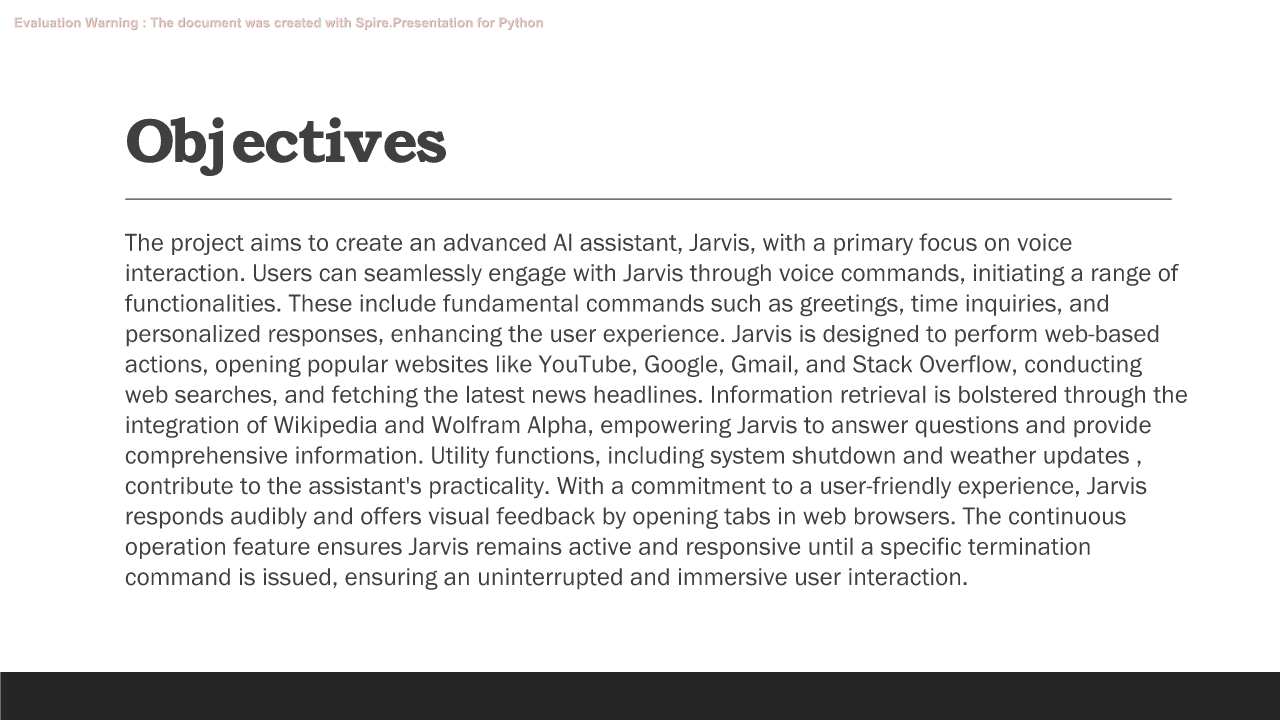 Evaluation Warning : The document was created with Spire.Presentation for Python
Objectives
The project aims to create an advanced AI assistant, Jarvis, with a primary focus on voice
interaction. Users can seamlessly engage with Jarvis through voice commands, initiating a range of
functionalities. These include fundamental commands such as greetings, time inquiries, and
personalized responses, enhancing the user experience. Jarvis is designed to perform web-based
actions, opening popular websites like YouTube, Google, Gmail, and Stack Overflow, conducting
web searches, and fetching the latest news headlines. Information retrieval is bolstered through the
integration of Wikipedia and Wolfram Alpha, empowering Jarvis to answer questions and provide
comprehensive information. Utility functions, including system shutdown and weather updates ,
contribute to the assistant's practicality. With a commitment to a user-friendly experience, Jarvis
responds audibly and offers visual feedback by opening tabs in web browsers. The continuous
operation feature ensures Jarvis remains active and responsive until a specific termination
command is issued, ensuring an uninterrupted and immersive user interaction.